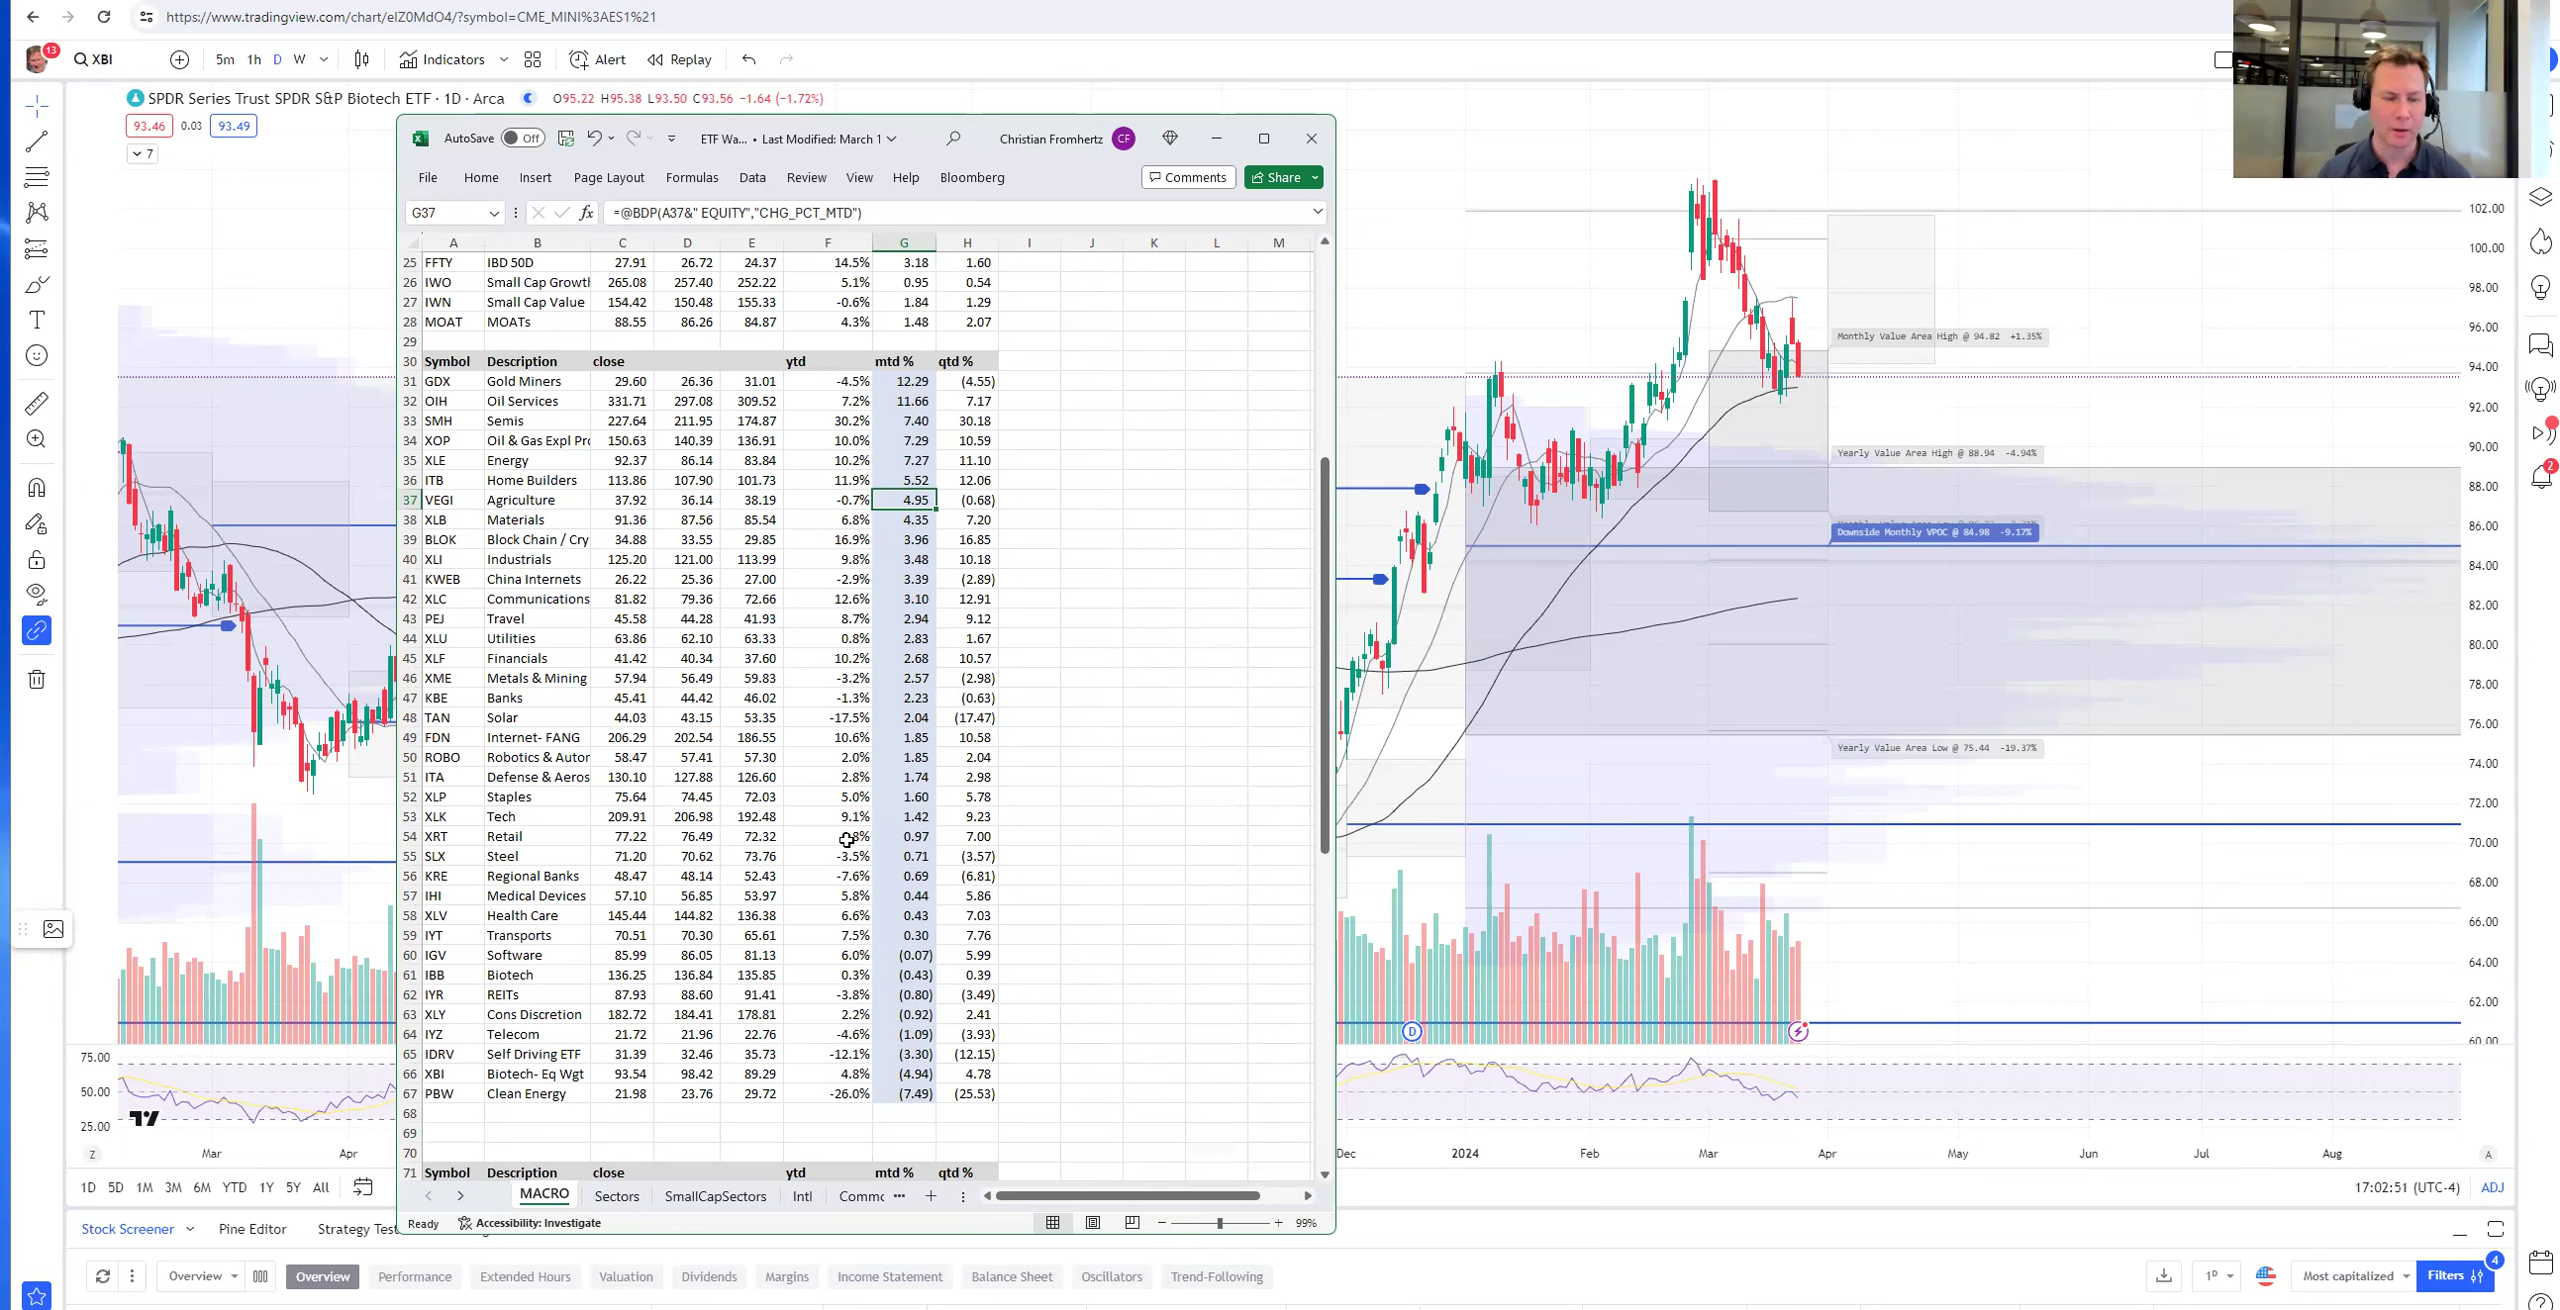 https://www.tradingview.com/chart/eIZ0MdO4/?symbol=CME_MINI%3AES1%21
13 XBI 5m 1h D W Indicators Alert Replay
SPDR Series Trust SPDR S&P Biotech ETF · 1D · Arca O95.22 H95.38 L93.50 C93.56 −1.64 (−1.72%)
93.46 0.03 93.49
7
AutoSave Off ETF Wa... • Last Modified: March 1 Christian Fromhertz CF
File Home Insert Page Layout Formulas Data Review View Help Bloomberg Comments Share
G37 fx =@BDP(A37&" EQUITY","CHG_PCT_MTD")
A B C D E F G H I J K L M
25 FFTY IBD 50D 27.91 26.72 24.37 14.5% 3.18 1.60
26 IWO Small Cap Growth 265.08 257.40 252.22 5.1% 0.95 0.54
27 IWN Small Cap Value 154.42 150.48 155.33 -0.6% 1.84 1.29
28 MOAT MOATs 88.55 86.26 84.87 4.3% 1.48 2.07
29
30 Symbol Description close ytd mtd % qtd %
31 GDX Gold Miners 29.60 26.36 31.01 -4.5% 12.29 (4.55)
32 OIH Oil Services 331.71 297.08 309.52 7.2% 11.66 7.17
33 SMH Semis 227.64 211.95 174.87 30.2% 7.40 30.18
34 XOP Oil & Gas Expl Pro 150.63 140.39 136.91 10.0% 7.29 10.59
35 XLE Energy 92.37 86.14 83.84 10.2% 7.27 11.10
36 ITB Home Builders 113.86 107.90 101.73 11.9% 5.52 12.06
37 VEGI Agriculture 37.92 36.14 38.19 -0.7% 4.95 (0.68)
38 XLB Materials 91.36 87.56 85.54 6.8% 4.35 7.20
39 BLOK Block Chain / Cry 34.88 33.55 29.85 16.9% 3.96 16.85
40 XLI Industrials 125.20 121.00 113.99 9.8% 3.48 10.18
41 KWEB China Internets 26.22 25.36 27.00 -2.9% 3.39 (2.89)
42 XLC Communications 81.82 79.36 72.66 12.6% 3.10 12.91
43 PEJ Travel 45.58 44.28 41.93 8.7% 2.94 9.12
44 XLU Utilities 63.86 62.10 63.33 0.8% 2.83 1.67
45 XLF Financials 41.42 40.34 37.60 10.2% 2.68 10.57
46 XME Metals & Mining 57.94 56.49 59.83 -3.2% 2.57 (2.98)
47 KBE Banks 45.41 44.42 46.02 -1.3% 2.23 (0.63)
48 TAN Solar 44.03 43.15 53.35 -17.5% 2.04 (17.47)
49 FDN Internet- FANG 206.29 202.54 186.55 10.6% 1.85 10.58
50 ROBO Robotics & Autor 58.47 57.41 57.30 2.0% 1.85 2.04
51 ITA Defense & Aeros 130.10 127.88 126.60 2.8% 1.74 2.98
52 XLP Staples 75.64 74.45 72.03 5.0% 1.60 5.78
53 XLK Tech 209.91 206.98 192.48 9.1% 1.42 9.23
54 XRT Retail 77.22 76.49 72.32 8% 0.97 7.00
55 SLX Steel 71.20 70.62 73.76 -3.5% 0.71 (3.57)
56 KRE Regional Banks 48.47 48.14 52.43 -7.6% 0.69 (6.81)
57 IHI Medical Devices 57.10 56.85 53.97 5.8% 0.44 5.86
58 XLV Health Care 145.44 144.82 136.38 6.6% 0.43 7.03
59 IYT Transports 70.51 70.30 65.61 7.5% 0.30 7.76
60 IGV Software 85.99 86.05 81.13 6.0% (0.07) 5.99
61 IBB Biotech 136.25 136.84 135.85 0.3% (0.43) 0.39
62 IYR REITs 87.93 88.60 91.41 -3.8% (0.80) (3.49)
63 XLY Cons Discretion 182.72 184.41 178.81 2.2% (0.92) 2.41
64 IYZ Telecom 21.72 21.96 22.76 -4.6% (1.09) (3.93)
65 IDRV Self Driving ETF 31.39 32.46 35.73 -12.1% (3.30) (12.15)
66 XBI Biotech- Eq Wgt 93.54 98.42 89.29 4.8% (4.94) 4.78
67 PBW Clean Energy 21.98 23.76 29.72 -26.0% (7.49) (25.53)
68
69
70
71 Symbol Description close ytd mtd % qtd %
MACRO Sectors SmallCapSectors Intl Commc ••• +
Ready Accessibility: Investigate − + 99%
102.00
100.00
98.00
96.00
94.00
92.00
90.00
88.00
86.00
84.00
82.00
80.00
78.00
76.00
74.00
72.00
70.00
68.00
66.00
64.00
62.00
60.00
Monthly Value Area High @ 94.82 +1.35%
Yearly Value Area High @ 88.94 -4.94%
Downside Monthly VPOC @ 84.98 -9.17%
Yearly Value Area Low @ 75.44 -19.37%
D
75.00
50.00
25.00
Z Mar Apr Dec 2024 Feb Mar Apr May Jun Jul Aug A
1D 5D 1M 3M 6M YTD 1Y 5Y All 17:02:51 (UTC-4) ADJ
Stock Screener Pine Editor Strategy Test
Overview Overview Performance Extended Hours Valuation Dividends Margins Income Statement Balance Sheet Oscillators Trend-Following 1D Most capitalized Filters 4
2